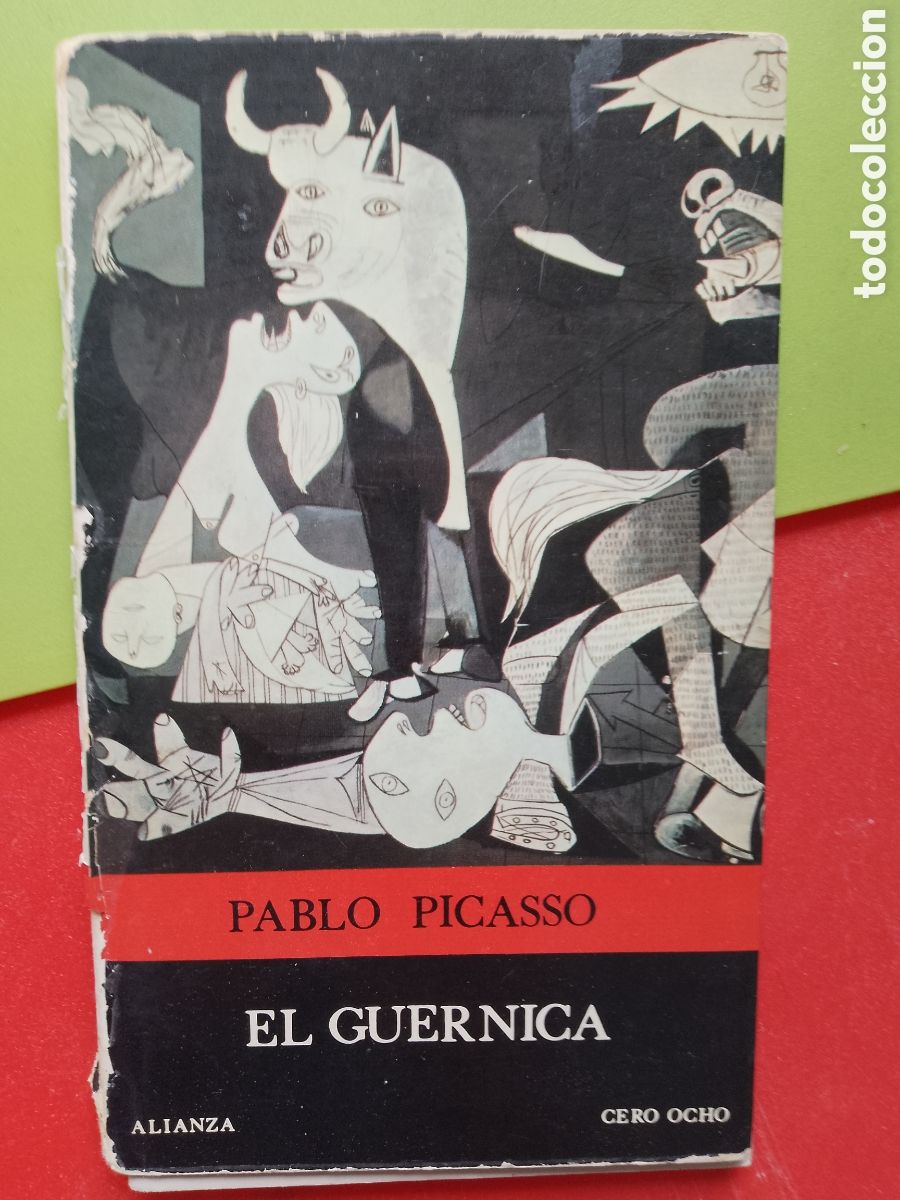 todocoleccion
PABLO PICASSO
EL GUERNICA
ALIANZA
CERO OCHO